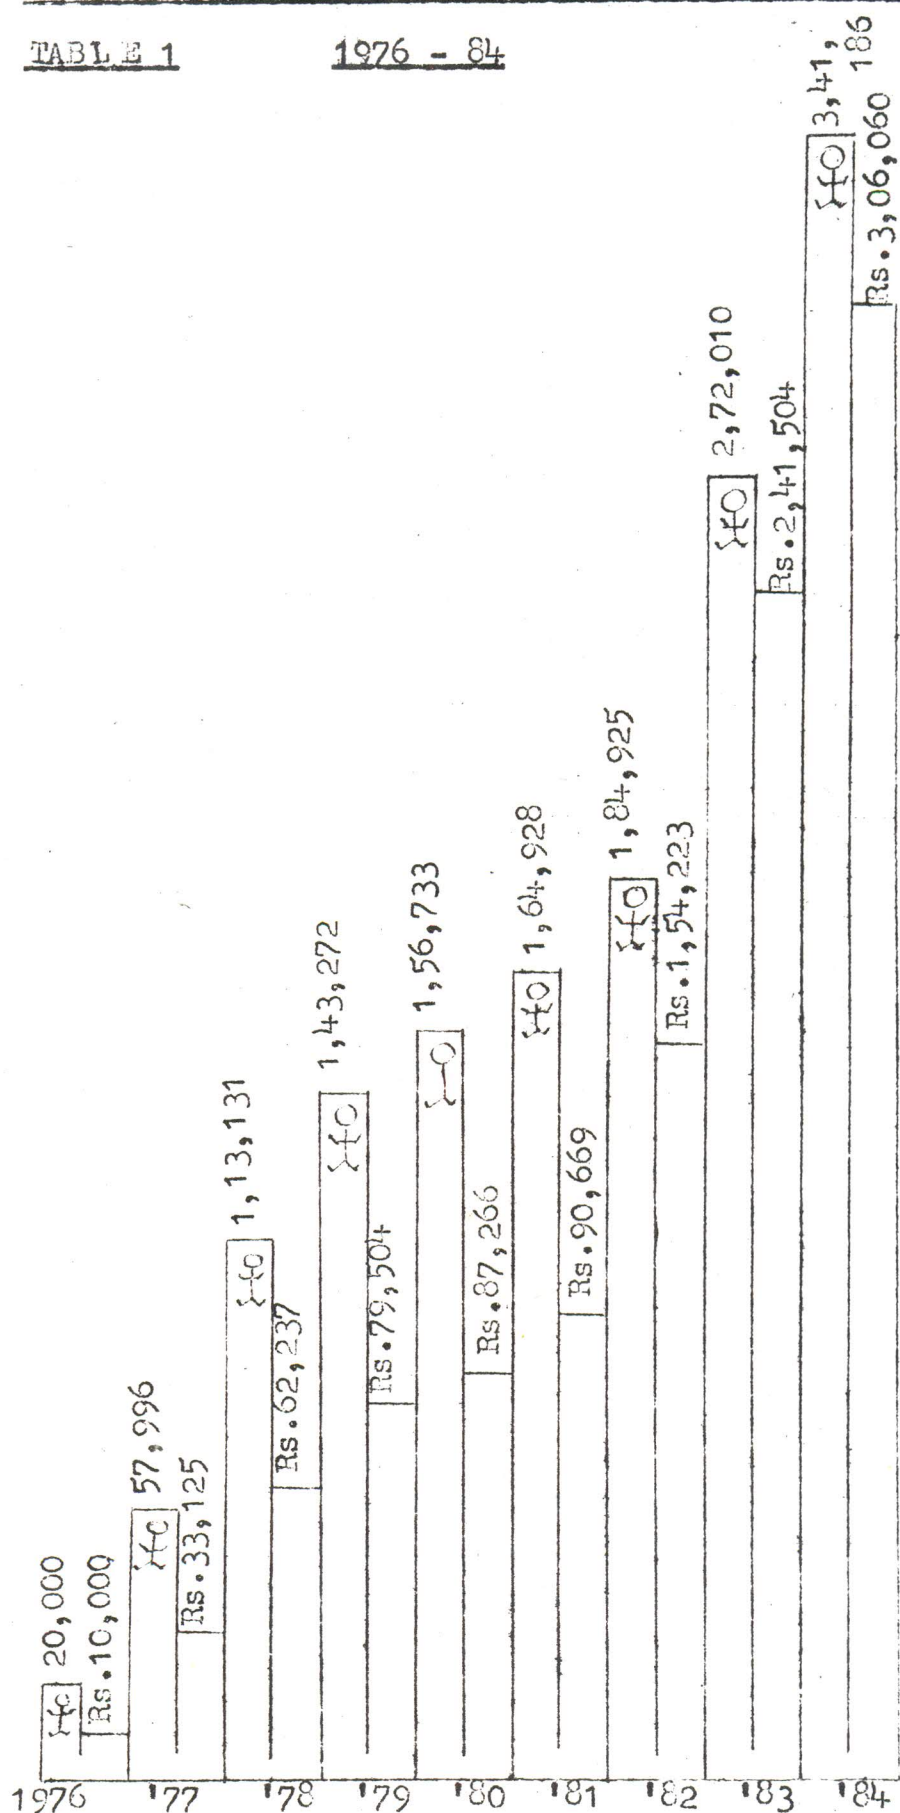 TABLE 1 1976 - 84
20,000
Rs.10,000
57,996
Rs.33,125
1,13,131
Rs.62,237
1,43,272
Rs.79,504
1,56,733
Rs.87,266
1,64,928
Rs.90,669
1,84,925
Rs.1,54,223
2,72,010
Rs.2,41,504
3,41,
186
Rs.3,06,060
1976 '77 '78 '79 '80 '81 '82 '83 '84